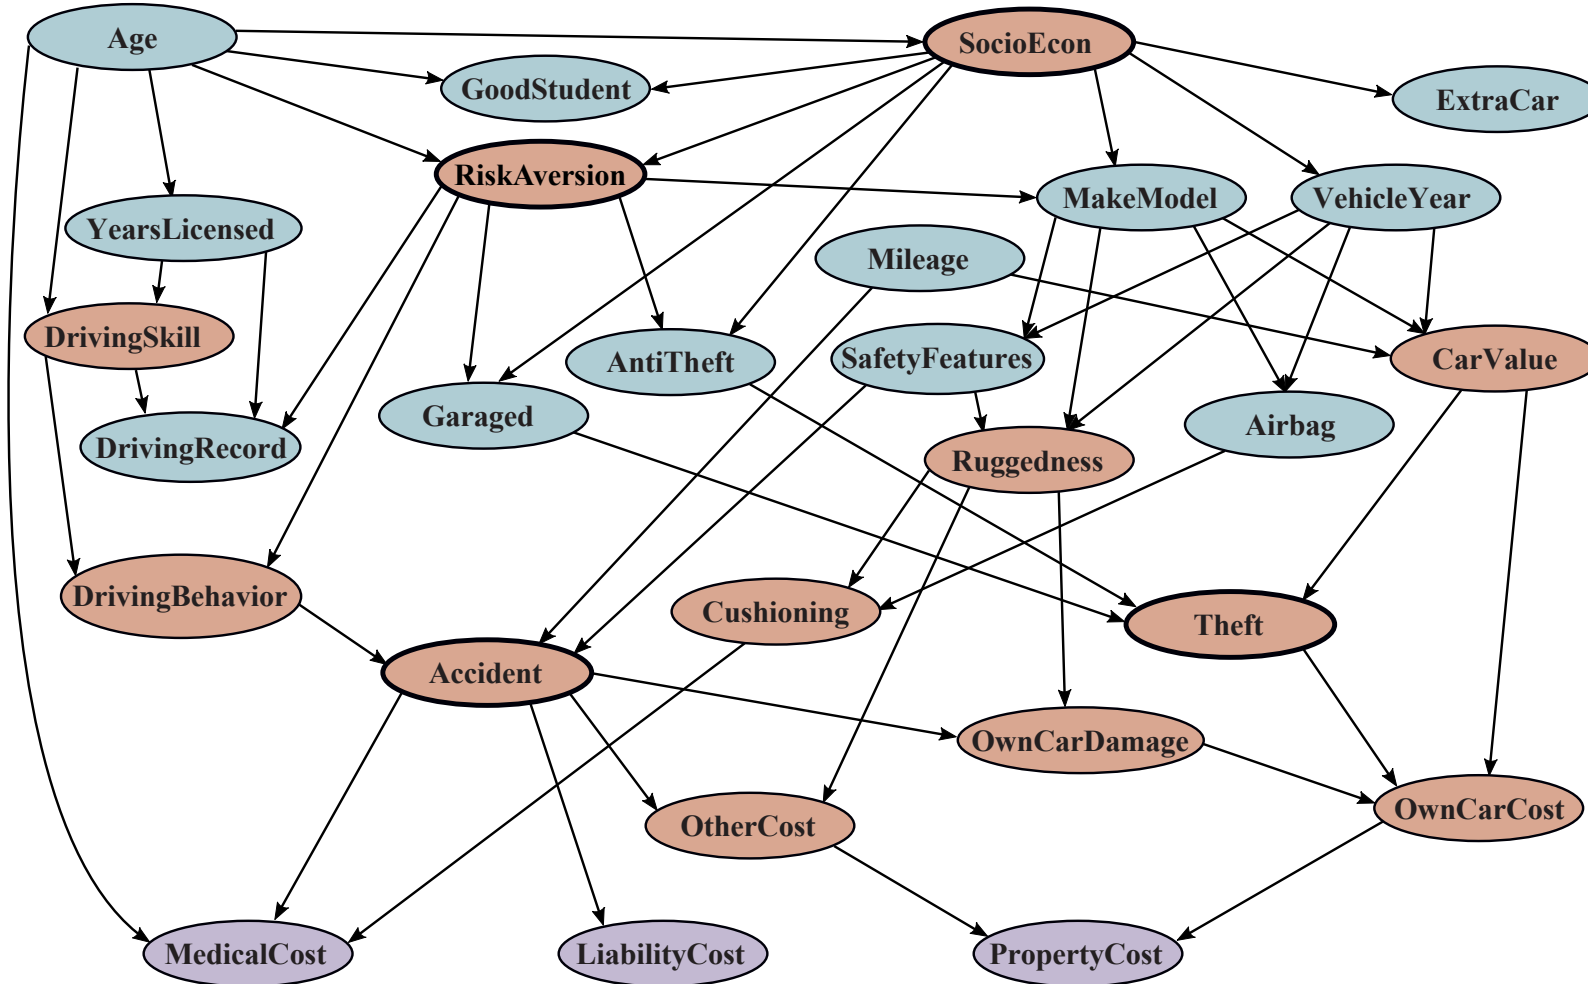 Age
SocioEcon
GoodStudent
ExtraCar
RiskAversion
MakeModel
VehicleYear
YearsLicensed
Mileage
DrivingSkill
AntiTheft
SafetyFeatures
CarValue
Garaged
Airbag
DrivingRecord
Ruggedness
DrivingBehavior
Cushioning
Theft
Accident
OwnCarDamage
OtherCost
OwnCarCost
MedicalCost
LiabilityCost
PropertyCost